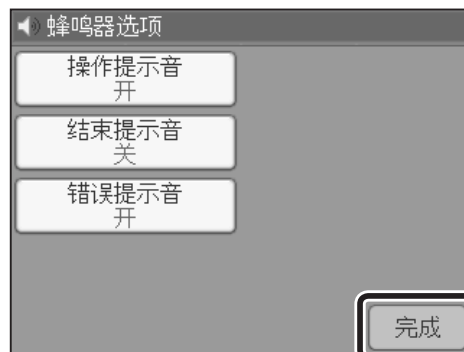 蜂鸣器选项
操作提示音
开
结束提示音
关
错误提示音
开
完成